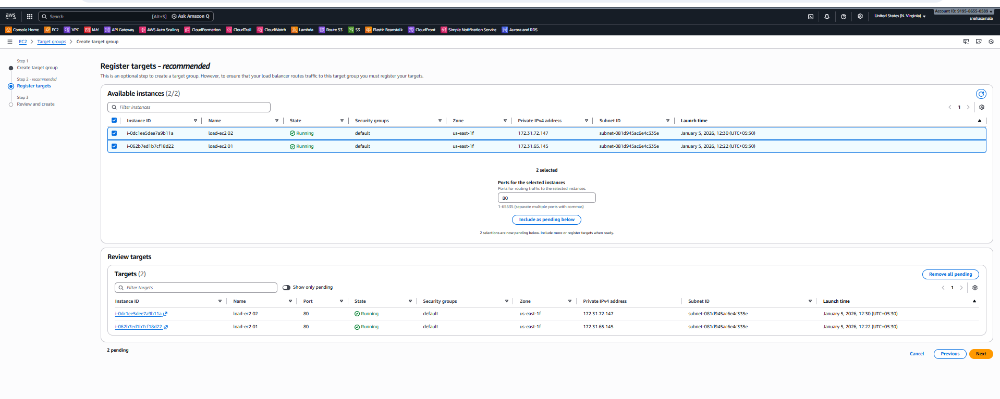 aws Search [Alt+S] Ask Amazon Q United States (N. Virginia) Account ID: 9195-8655-0589
snehasamala
Console Home EC2 VPC IAM API Gateway AWS Auto Scaling CloudFormation CloudTrail CloudWatch Lambda Route 53 S3 Elastic Beanstalk CloudFront Simple Notification Service Aurora and RDS
EC2 Target groups Create target group
Step 1
Create target group
Step 2 - recommended
Register targets
Step 3
Review and create
Register targets - recommended
This is an optional step to create a target group. However, to ensure that your load balancer routes traffic to this target group you must register your targets.
Available instances (2/2)
Filter instances
1
Instance ID Name State Security groups Zone Private IPv4 address Subnet ID Launch time
i-0dc1ee5dee7a9b11a load-ec2 02 Running default us-east-1f 172.31.72.147 subnet-081d945ac6e4c335e January 5, 2026, 12:30 (UTC+05:30)
i-062b7ed1b7cf18d22 load-ec2 01 Running default us-east-1f 172.31.65.145 subnet-081d945ac6e4c335e January 5, 2026, 12:22 (UTC+05:30)
2 selected
Ports for the selected instances
Ports for routing traffic to the selected instances.
80
1-65535 (separate multiple ports with commas)
Include as pending below
2 selections are now pending below. Include more or register targets when ready.
Review targets
Targets (2)
Remove all pending
Filter targets
Show only pending
1
Instance ID Name Port State Security groups Zone Private IPv4 address Subnet ID Launch time
i-0dc1ee5dee7a9b11a load-ec2 02 80 Running default us-east-1f 172.31.72.147 subnet-081d945ac6e4c335e January 5, 2026, 12:30 (UTC+05:30)
i-062b7ed1b7cf18d22 load-ec2 01 80 Running default us-east-1f 172.31.65.145 subnet-081d945ac6e4c335e January 5, 2026, 12:22 (UTC+05:30)
2 pending
Cancel Previous Next